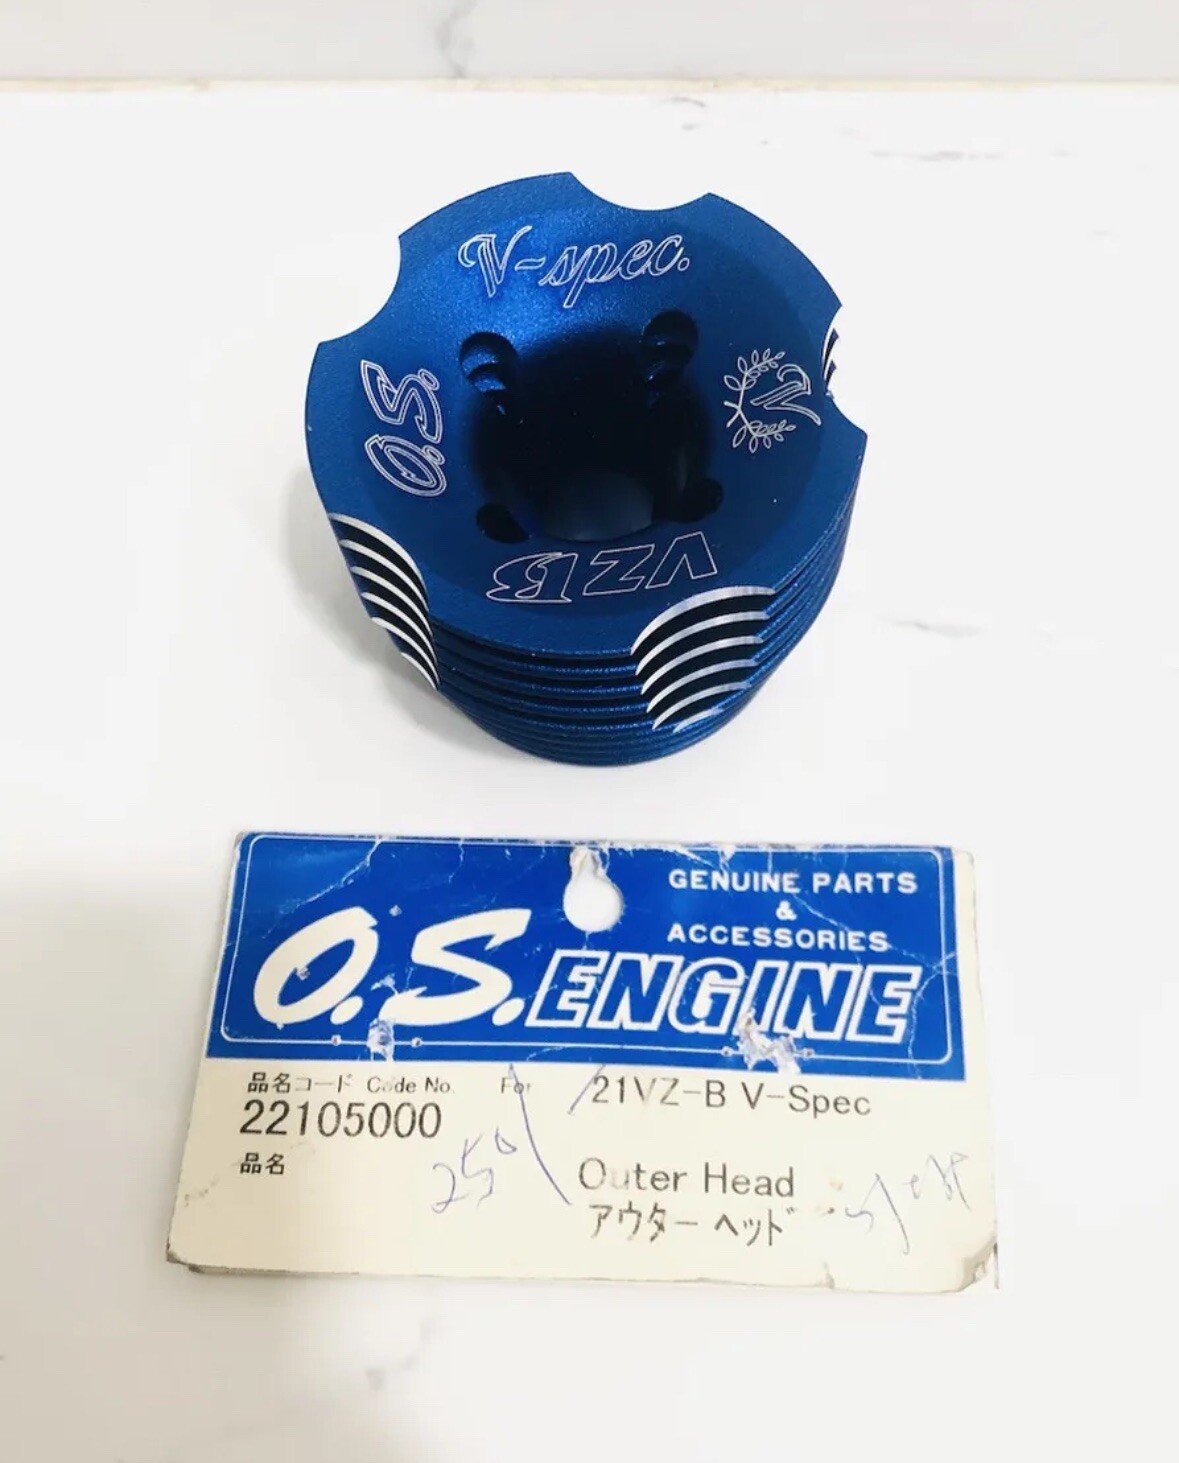 V-spec.
O.S.
V
spec.
VZB
GENUINE PARTS
&
ACCESSORIES
O.S. ENGINE
品名コード Code No. For 21VZ-B V-Spec
22105000
品名 Outer Head
アウター ヘッド